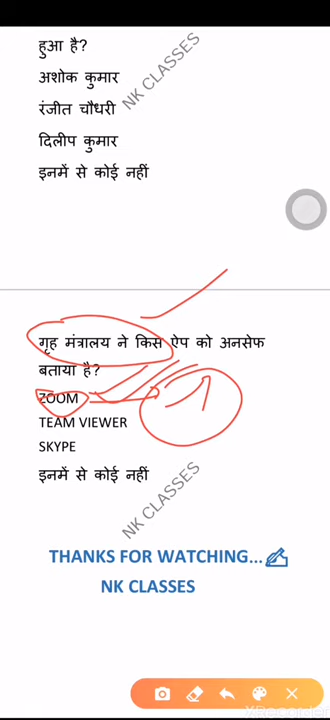 हुआ है?
अशोक कुमार
रंजीत चौधरी
दिलीप कुमार
इनमें से कोई नहीं
NK CLASSES
गृह मंत्रालय ने किस ऐप को अनसेफ
बताया है?
ZOOM
TEAM VIEWER
SKYPE
इनमें से कोई नहीं
NK CLASSES
THANKS FOR WATCHING...
NK CLASSES
XRecorder